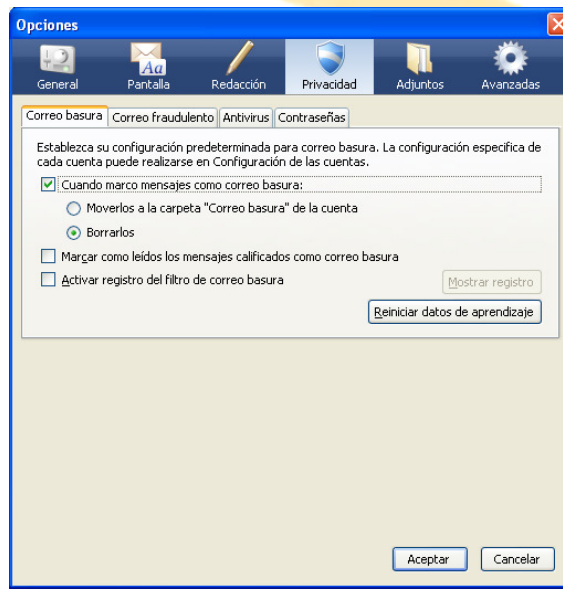 Opciones
General Pantalla Redacción Privacidad Adjuntos Avanzadas
Correo basura Correo fraudulento Antivirus Contraseñas
Establezca su configuración predeterminada para correo basura. La configuración especifica de
cada cuenta puede realizarse en Configuración de las cuentas.
Cuando marco mensajes como correo basura:
Moverlos a la carpeta "Correo basura" de la cuenta
Borrarlos
Marcar como leídos los mensajes calificados como correo basura
Activar registro del filtro de correo basura
Mostrar registro
Reiniciar datos de aprendizaje
Aceptar Cancelar